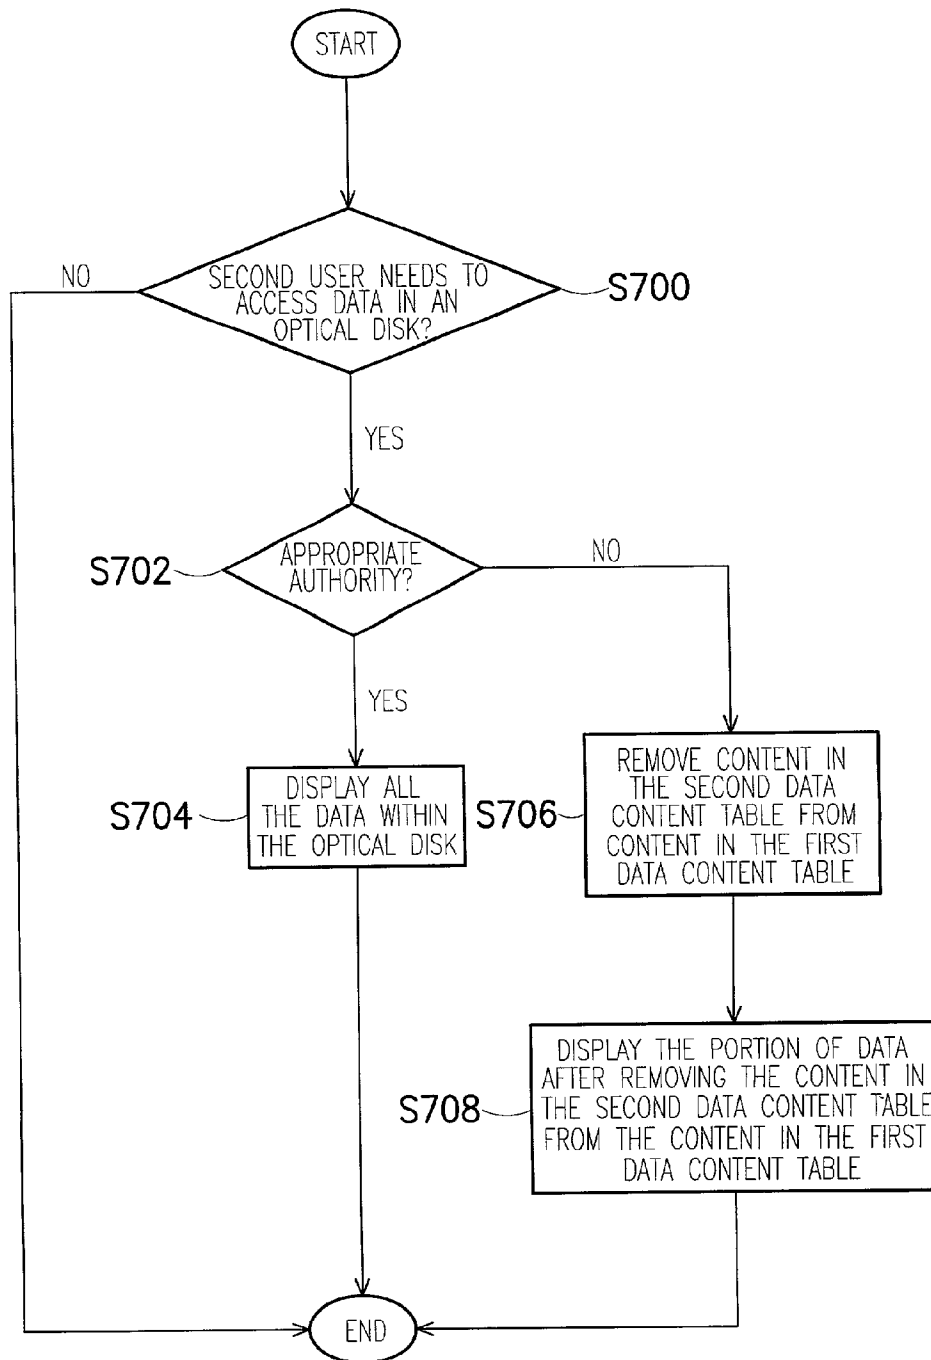 START
NO
SECOND USER NEEDS TO
ACCESS DATA IN AN
OPTICAL DISK?
S700
YES
S702
APPROPRIATE
AUTHORITY?
NO
YES
S704
DISPLAY ALL
THE DATA WITHIN
THE OPTICAL DISK
S706
REMOVE CONTENT IN
THE SECOND DATA
CONTENT TABLE FROM
CONTENT IN THE FIRST
DATA CONTENT TABLE
S708
DISPLAY THE PORTION OF DATA
AFTER REMOVING THE CONTENT IN
THE SECOND DATA CONTENT TABLE
FROM THE CONTENT IN THE FIRST
DATA CONTENT TABLE
END